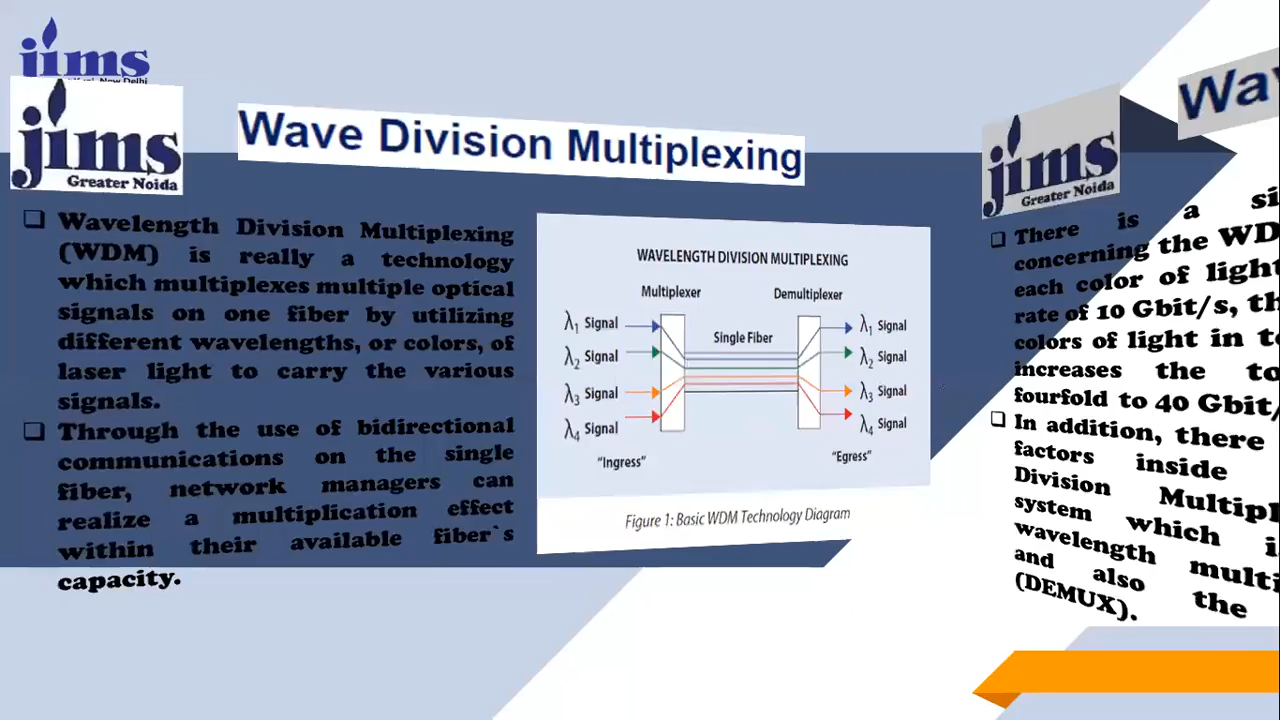 jims
jims
Greater Noida
Wave Division Multiplexing
Wavelength Division Multiplexing
(WDM) is really a technology
which multiplexes multiple optical
signals on one fiber by utilizing
different wavelengths, or colors, of
laser light to carry the various
signals.
Through the use of bidirectional
communications on the single
fiber, network managers can
realize a multiplication effect
within their available fiber`s
capacity.
WAVELENGTH DIVISION MULTIPLEXING
Multiplexer
Demultiplexer
Single Fiber
λ1 Signal
λ2 Signal
λ3 Signal
λ4 Signal
λ1 Signal
λ2 Signal
λ3 Signal
λ4 Signal
"Ingress"
"Egress"
Figure 1: Basic WDM Technology Diagram
jims
Greater Noida
There is a
concerning the
each color of light
rate of 10 Gbit/s,
colors of light in
increases the
fourfold to 40
In addition, there
factors inside
Division
system which
wavelength
and also the
(DEMUX).